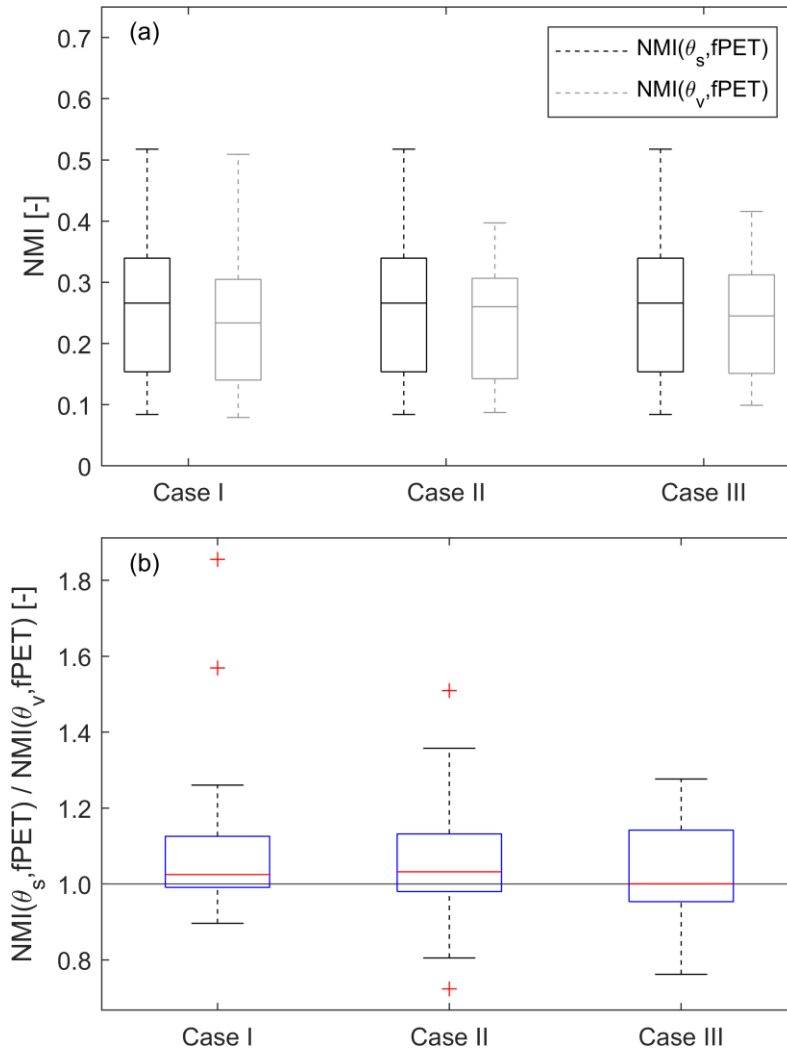 (a)
NMI(θs,fPET)
NMI(θv,fPET)
NMI [-]
0.7
0.6
0.5
0.4
0.3
0.2
0.1
0
Case I Case II Case III
(b)
NMI(θs,fPET) / NMI(θv,fPET) [-]
1.8
1.6
1.4
1.2
1.0
0.8
Case I Case II Case III